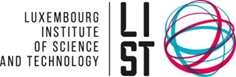 LUXEMBOURG
INSTITUTE
OF SCIENCE
AND TECHNOLOGY
LI
ST